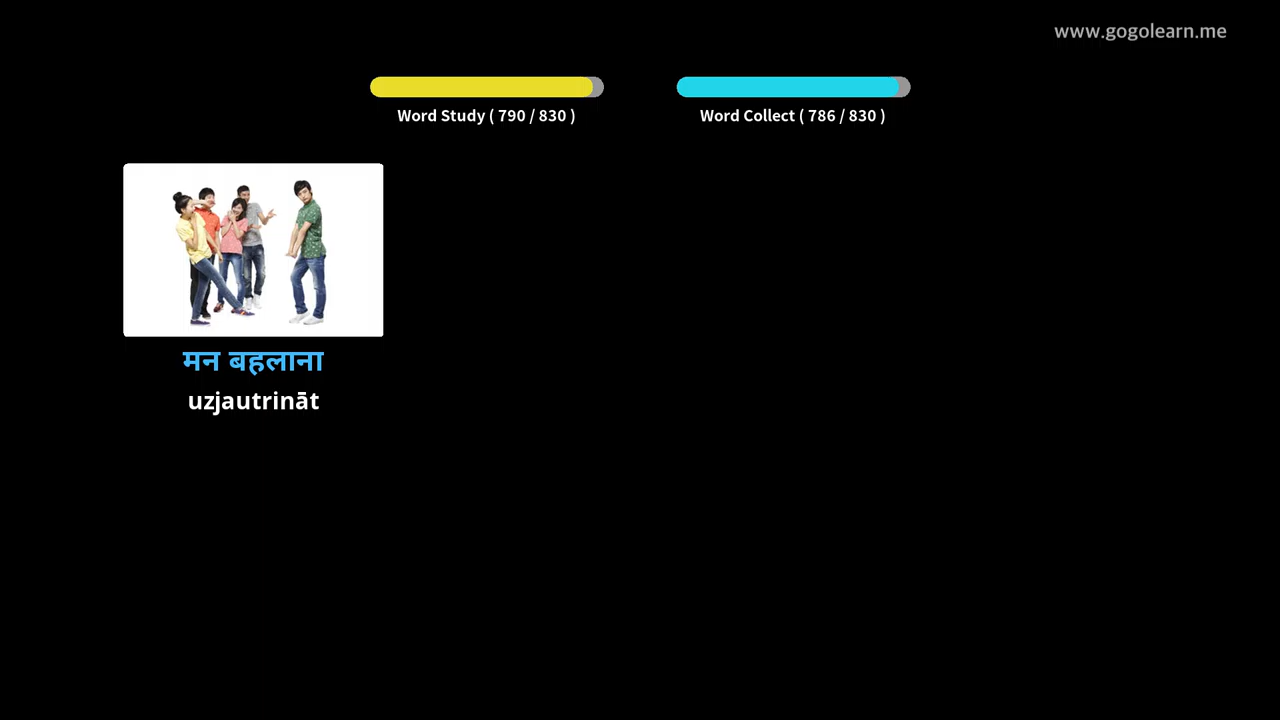 www.gogolearn.me
Word Study ( 790 / 830 )
Word Collect ( 786 / 830 )
मन बहलाना
uzjautrināt